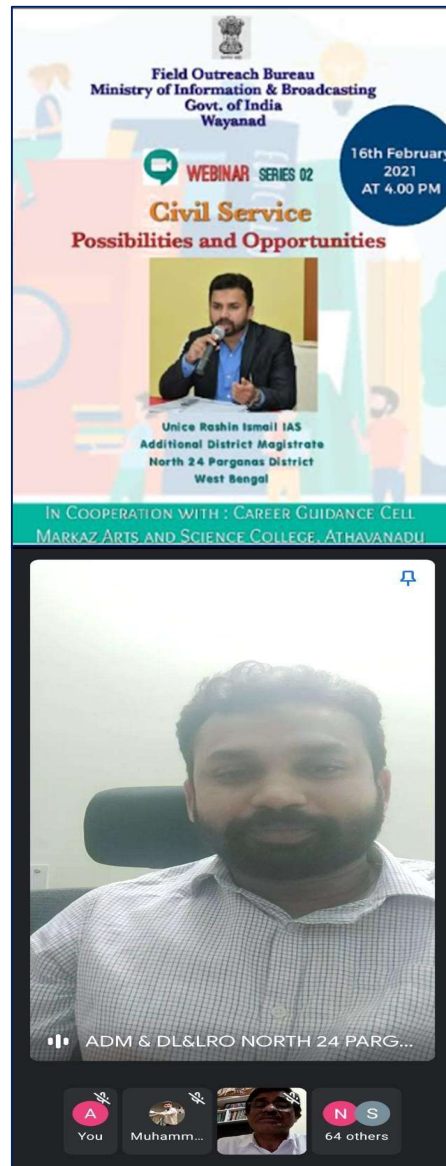 Field Outreach Bureau
Ministry of Information & Broadcasting
Govt. of India
Wayanad
16th February
2021
AT 4.00 PM
WEBINAR SERIES 02
Civil Service
Possibilities and Opportunities
Unice Rashin Ismail IAS
Additional District Magistrate
North 24 Parganas District
West Bengal
IN COOPERATION WITH : CAREER GUIDANCE CELL
MARKAZ ARTS AND SCIENCE COLLEGE, ATHAVANADU
ADM & DL&LRO NORTH 24 PARG...
A
N S
You
Muhamm...
64 others